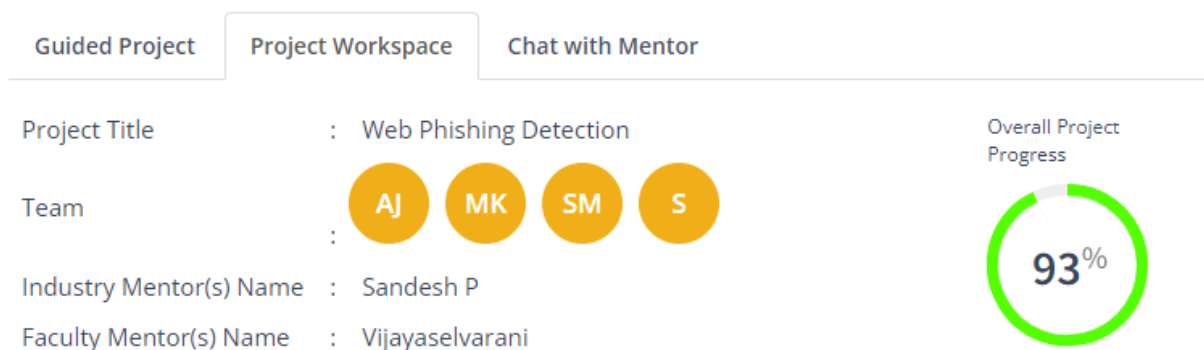 Guided Project Project Workspace Chat with Mentor
Project Title : Web Phishing Detection
Overall Project
Progress
Team : AJ MK SM S
93%
Industry Mentor(s) Name : Sandesh P
Faculty Mentor(s) Name : Vijayaselvarani